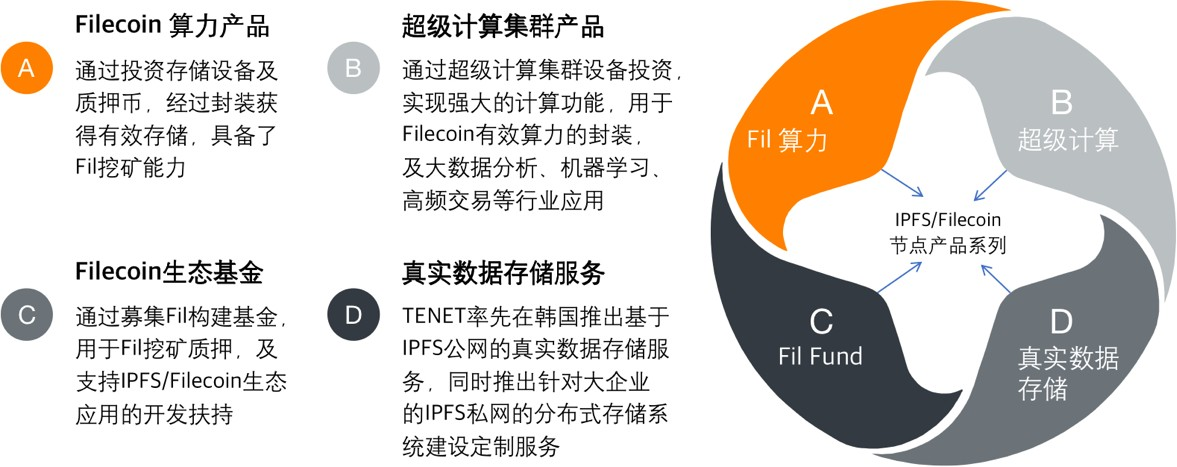 A
Filecoin 算力产品
通过投资存储设备及
质押币，经过封装获
得有效存储，具备了
Fil挖矿能力
B
超级计算集群产品
通过超级计算集群设备投资，
实现强大的计算功能，用于
Filecoin有效算力的封装，
及大数据分析、机器学习、
高频交易等行业应用
C
Filecoin生态基金
通过募集Fil构建基金，
用于Fil挖矿质押，及
支持IPFS/Filecoin生态
应用的开发扶持
D
真实数据存储服务
TENET率先在韩国推出基于
IPFS公网的真实数据存储服
务，同时推出针对大企业
的IPFS私网的分布式存储系
统建设定制服务
A
Fil 算力
B
超级计算
IPFS/Filecoin
节点产品系列
C
Fil Fund
D
真实数据
存储